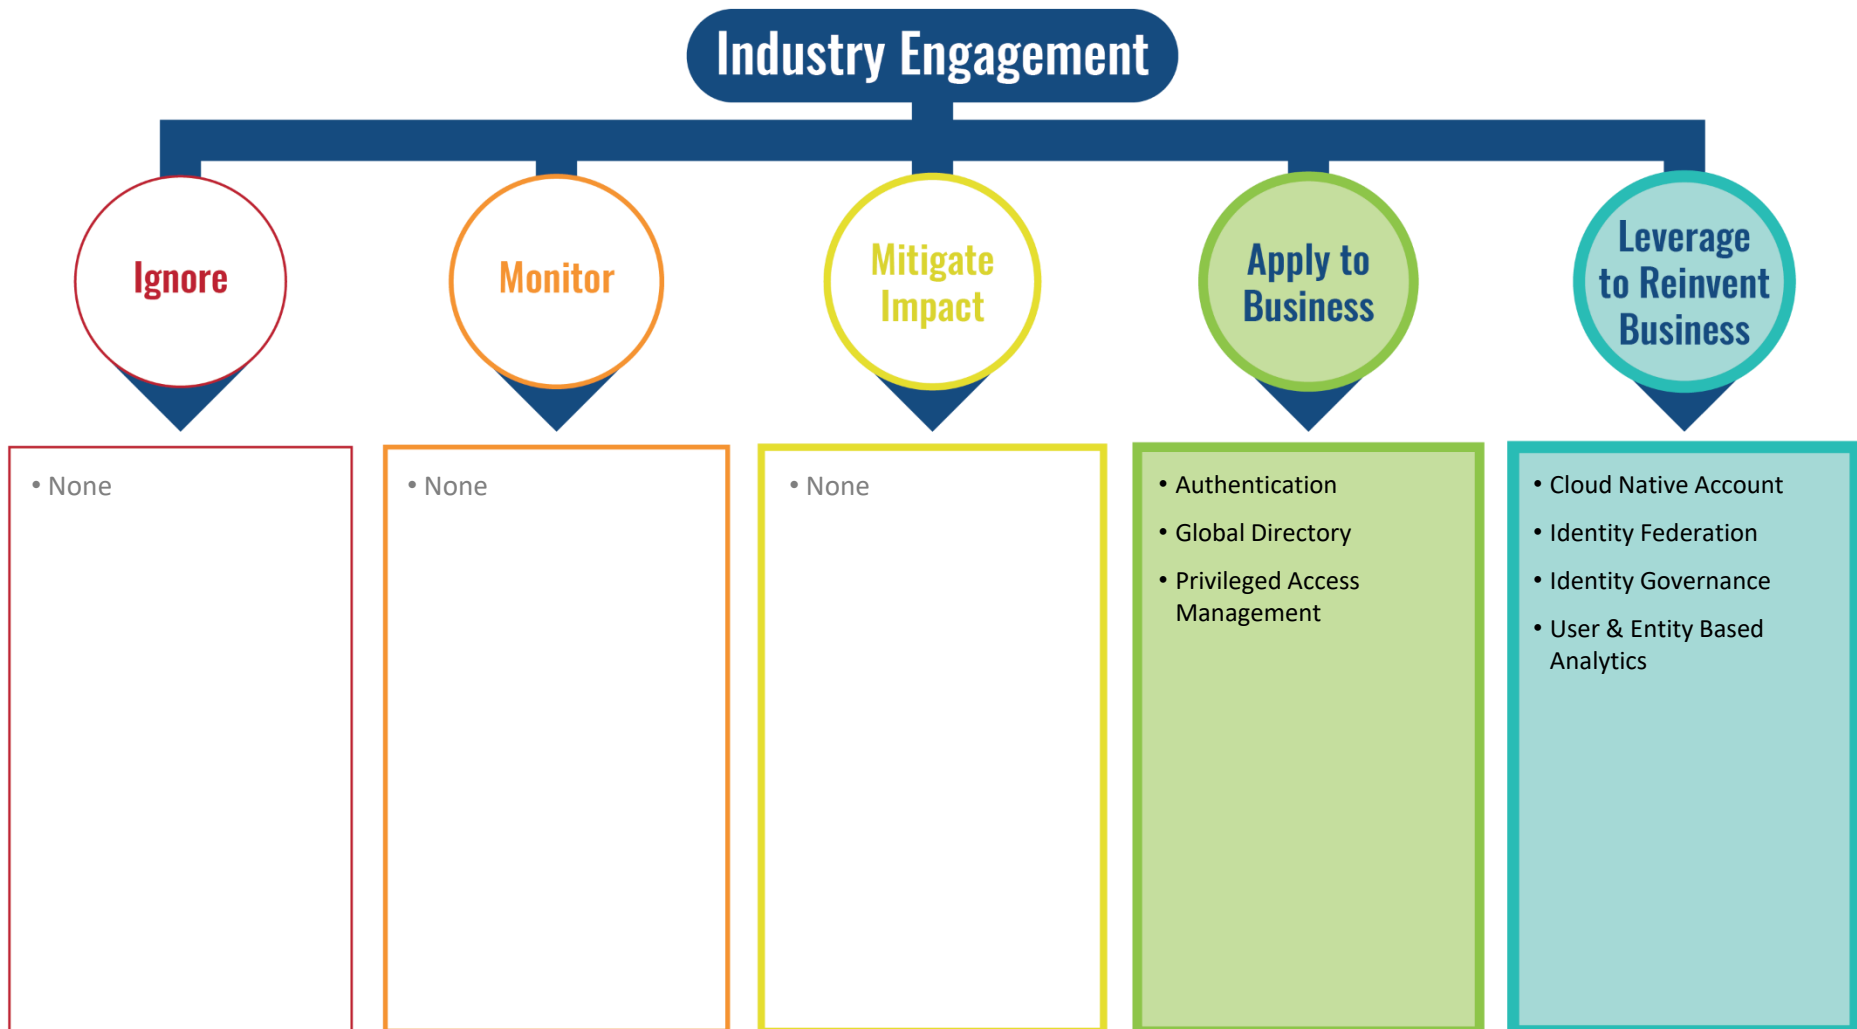 Industry Engagement
Ignore
Monitor
Mitigate
Impact
Apply to
Business
Leverage
to Reinvent
Business
• None
• None
• None
• Authentication
• Global Directory
• Privileged Access
Management
• Cloud Native Account
• Identity Federation
• Identity Governance
• User & Entity Based
Analytics